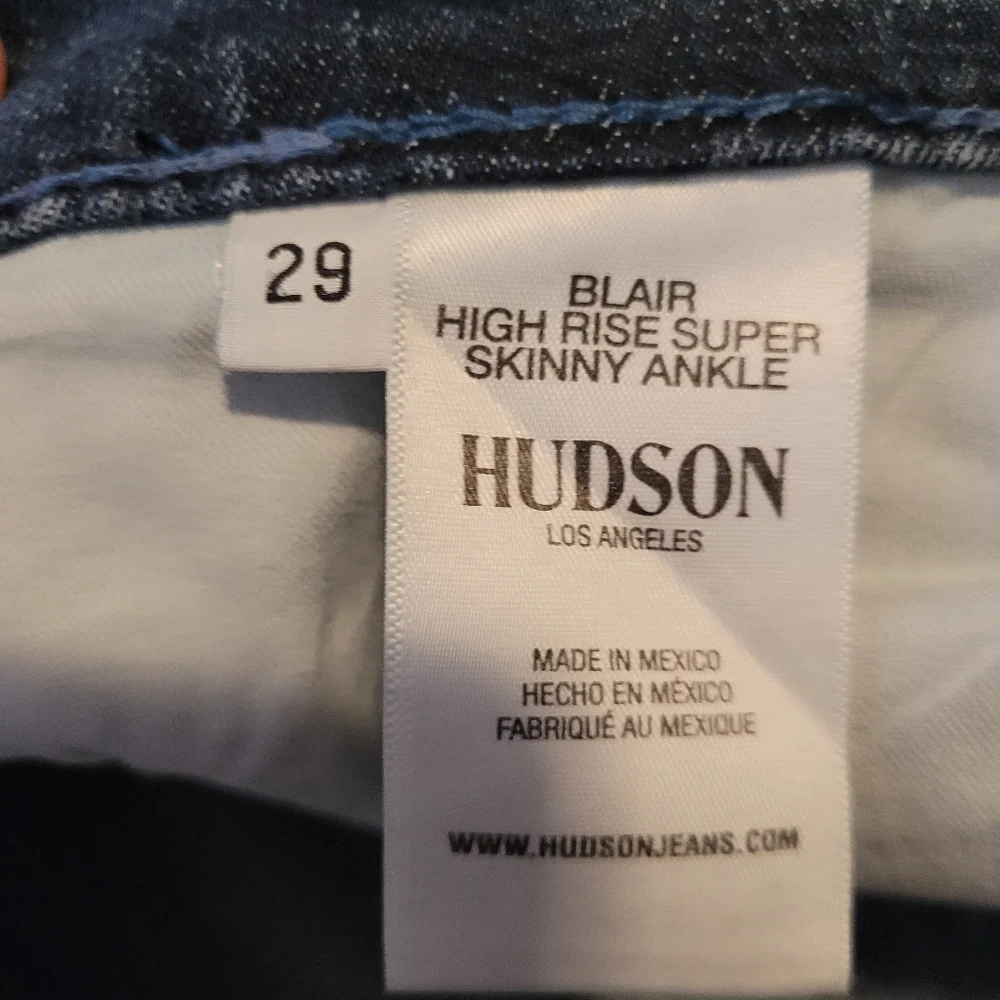 29
BLAIR
HIGH RISE SUPER
SKINNY ANKLE
HUDSON
LOS ANGELES
MADE IN MEXICO
HECHO EN MÉXICO
FABRIQUÉ AU MEXIQUE
WWW.HUDSONJEANS.COM